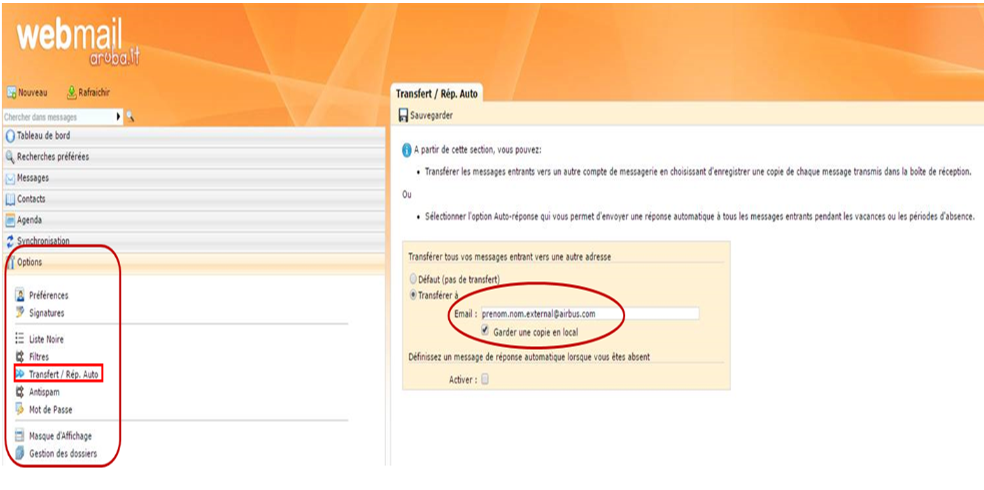 webmail
aruba.it
Nouveau
Rafraichir
Chercher dans messages
Tableau de bord
Recherches préférées
Messages
Contacts
Agenda
Synchronisation
Options
Préférences
Signatures
Liste Noire
Filtres
Transfert / Rép. Auto
Antispam
Mot de Passe
Masque d'Affichage
Gestion des dossiers
Transfert / Rép. Auto
Sauvegarder
A partir de cette section, vous pouvez:
• Transférer les messages entrants vers un autre compte de messagerie en choisissant d'enregistrer une copie de chaque message transmis dans la boîte de réception.
Ou
• Sélectionner l'option Auto-réponse qui vous permet d'envoyer une réponse automatique à tous les messages entrants pendant les vacances ou les périodes d'absence.
Transférer tous vos messages entrant vers une autre adresse
Défaut (pas de transfert)
Transférer à
Email : prenom.nom.external@airbus.com
Garder une copie en local
Définissez un message de réponse automatique lorsque vous êtes absent
Activer :